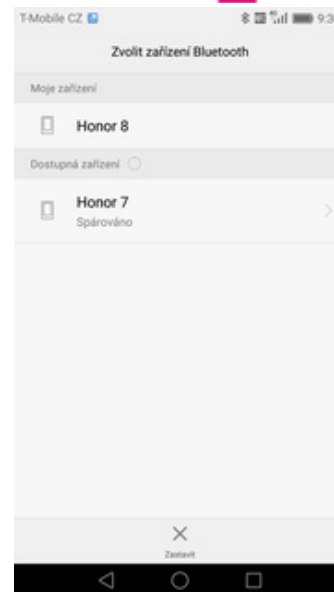 T-Mobile CZ
Zvolit zařízení Bluetooth
Moje zařízení
Honor 8
Dostupná zařízení
Honor 7
Spárováno
Zastavit